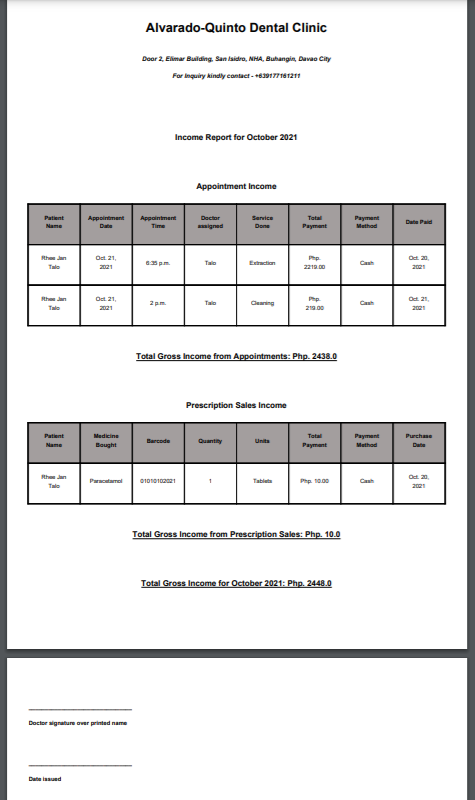 Alvarado-Quinto Dental Clinic
Door 2, Elimar Building, San Isidro, NHA, Buhangin, Davao City
For Inquiry kindly contact - +639177161211
Income Report for October 2021
Appointment Income
Patient Name Appointment Date Appointment Time Doctor assigned Service Done Total Payment Payment Method Date Paid
Rhee Jan Talo Oct. 21, 2021 6:35 p.m. Talo Extraction Php. 2219.00 Cash Oct. 20, 2021
Rhee Jan Talo Oct. 21, 2021 2 p.m. Talo Cleaning Php. 219.00 Cash Oct. 21, 2021
Total Gross Income from Appointments: Php. 2438.0
Prescription Sales Income
Patient Name Medicine Bought Barcode Quantity Units Total Payment Payment Method Purchase Date
Rhee Jan Talo Paracetamol 01010102021 1 Tablets Php. 10.00 Cash Oct. 20, 2021
Total Gross Income from Prescription Sales: Php. 10.0
Total Gross Income for October 2021: Php. 2448.0
Doctor signature over printed name
Date issued